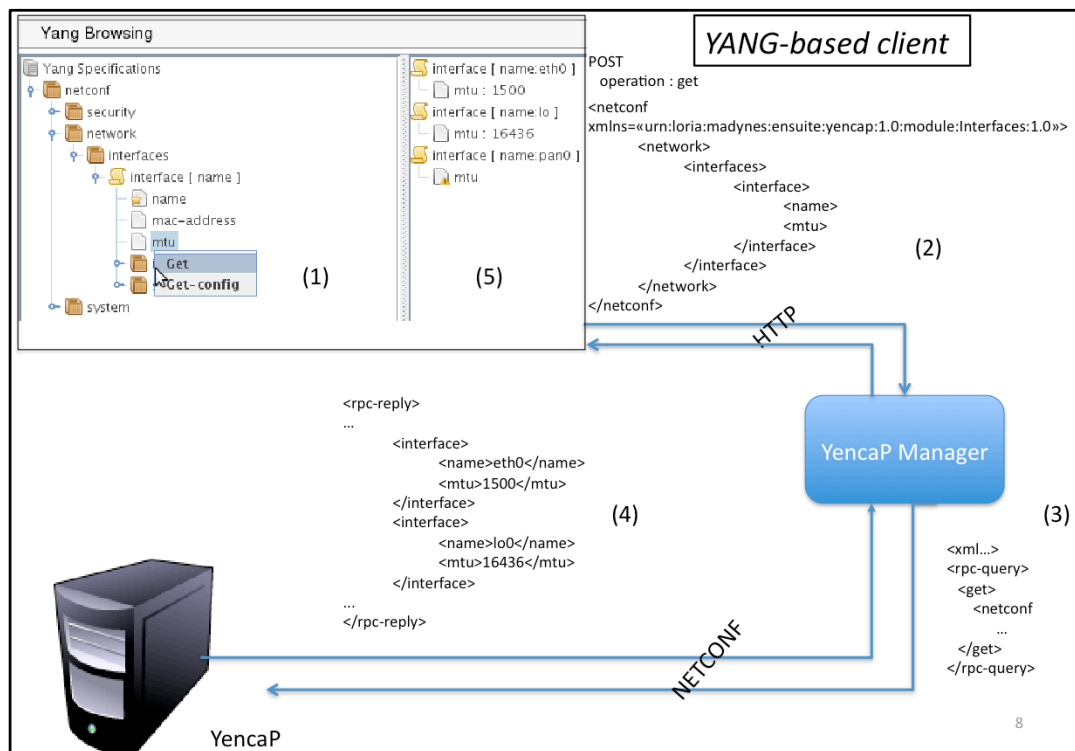 Yang Browsing
YANG-based client
Yang Specifications
netconf
security
network
interfaces
interface [ name ]
name
mac-address
mtu
Get
Get-config
system
(1)
interface [ name:eth0 ]
mtu : 1500
interface [ name:lo ]
mtu : 16436
interface [ name:pan0 ]
mtu
(5)
POST
operation : get
<netconf
xmlns=«urn:loria:madynes:ensuite:yencap:1.0:module:Interfaces:1.0»>
<network>
<interfaces>
<interface>
<name>
<mtu>
</interface>
</interface>
</network>
</netconf>
(2)
HTTP
YencaP Manager
<rpc-reply>
...
<interface>
<name>eth0</name>
<mtu>1500</mtu>
</interface>
<interface>
<name>lo0</name>
<mtu>16436</mtu>
</interface>
...
</rpc-reply>
(4)
(3)
<xml...>
<rpc-query>
<get>
<netconf
...
</get>
</rpc-query>
NETCONF
YencaP
8